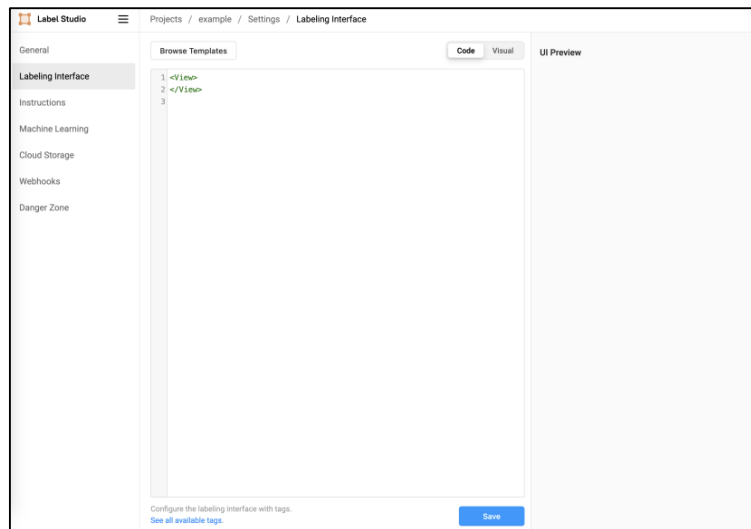 Label Studio
Projects / example / Settings / Labeling Interface
General
Labeling Interface
Instructions
Machine Learning
Cloud Storage
Webhooks
Danger Zone
Browse Templates
Code Visual
1 <View>
2 </View>
3
Configure the labeling interface with tags.
See all available tags.
Save
UI Preview